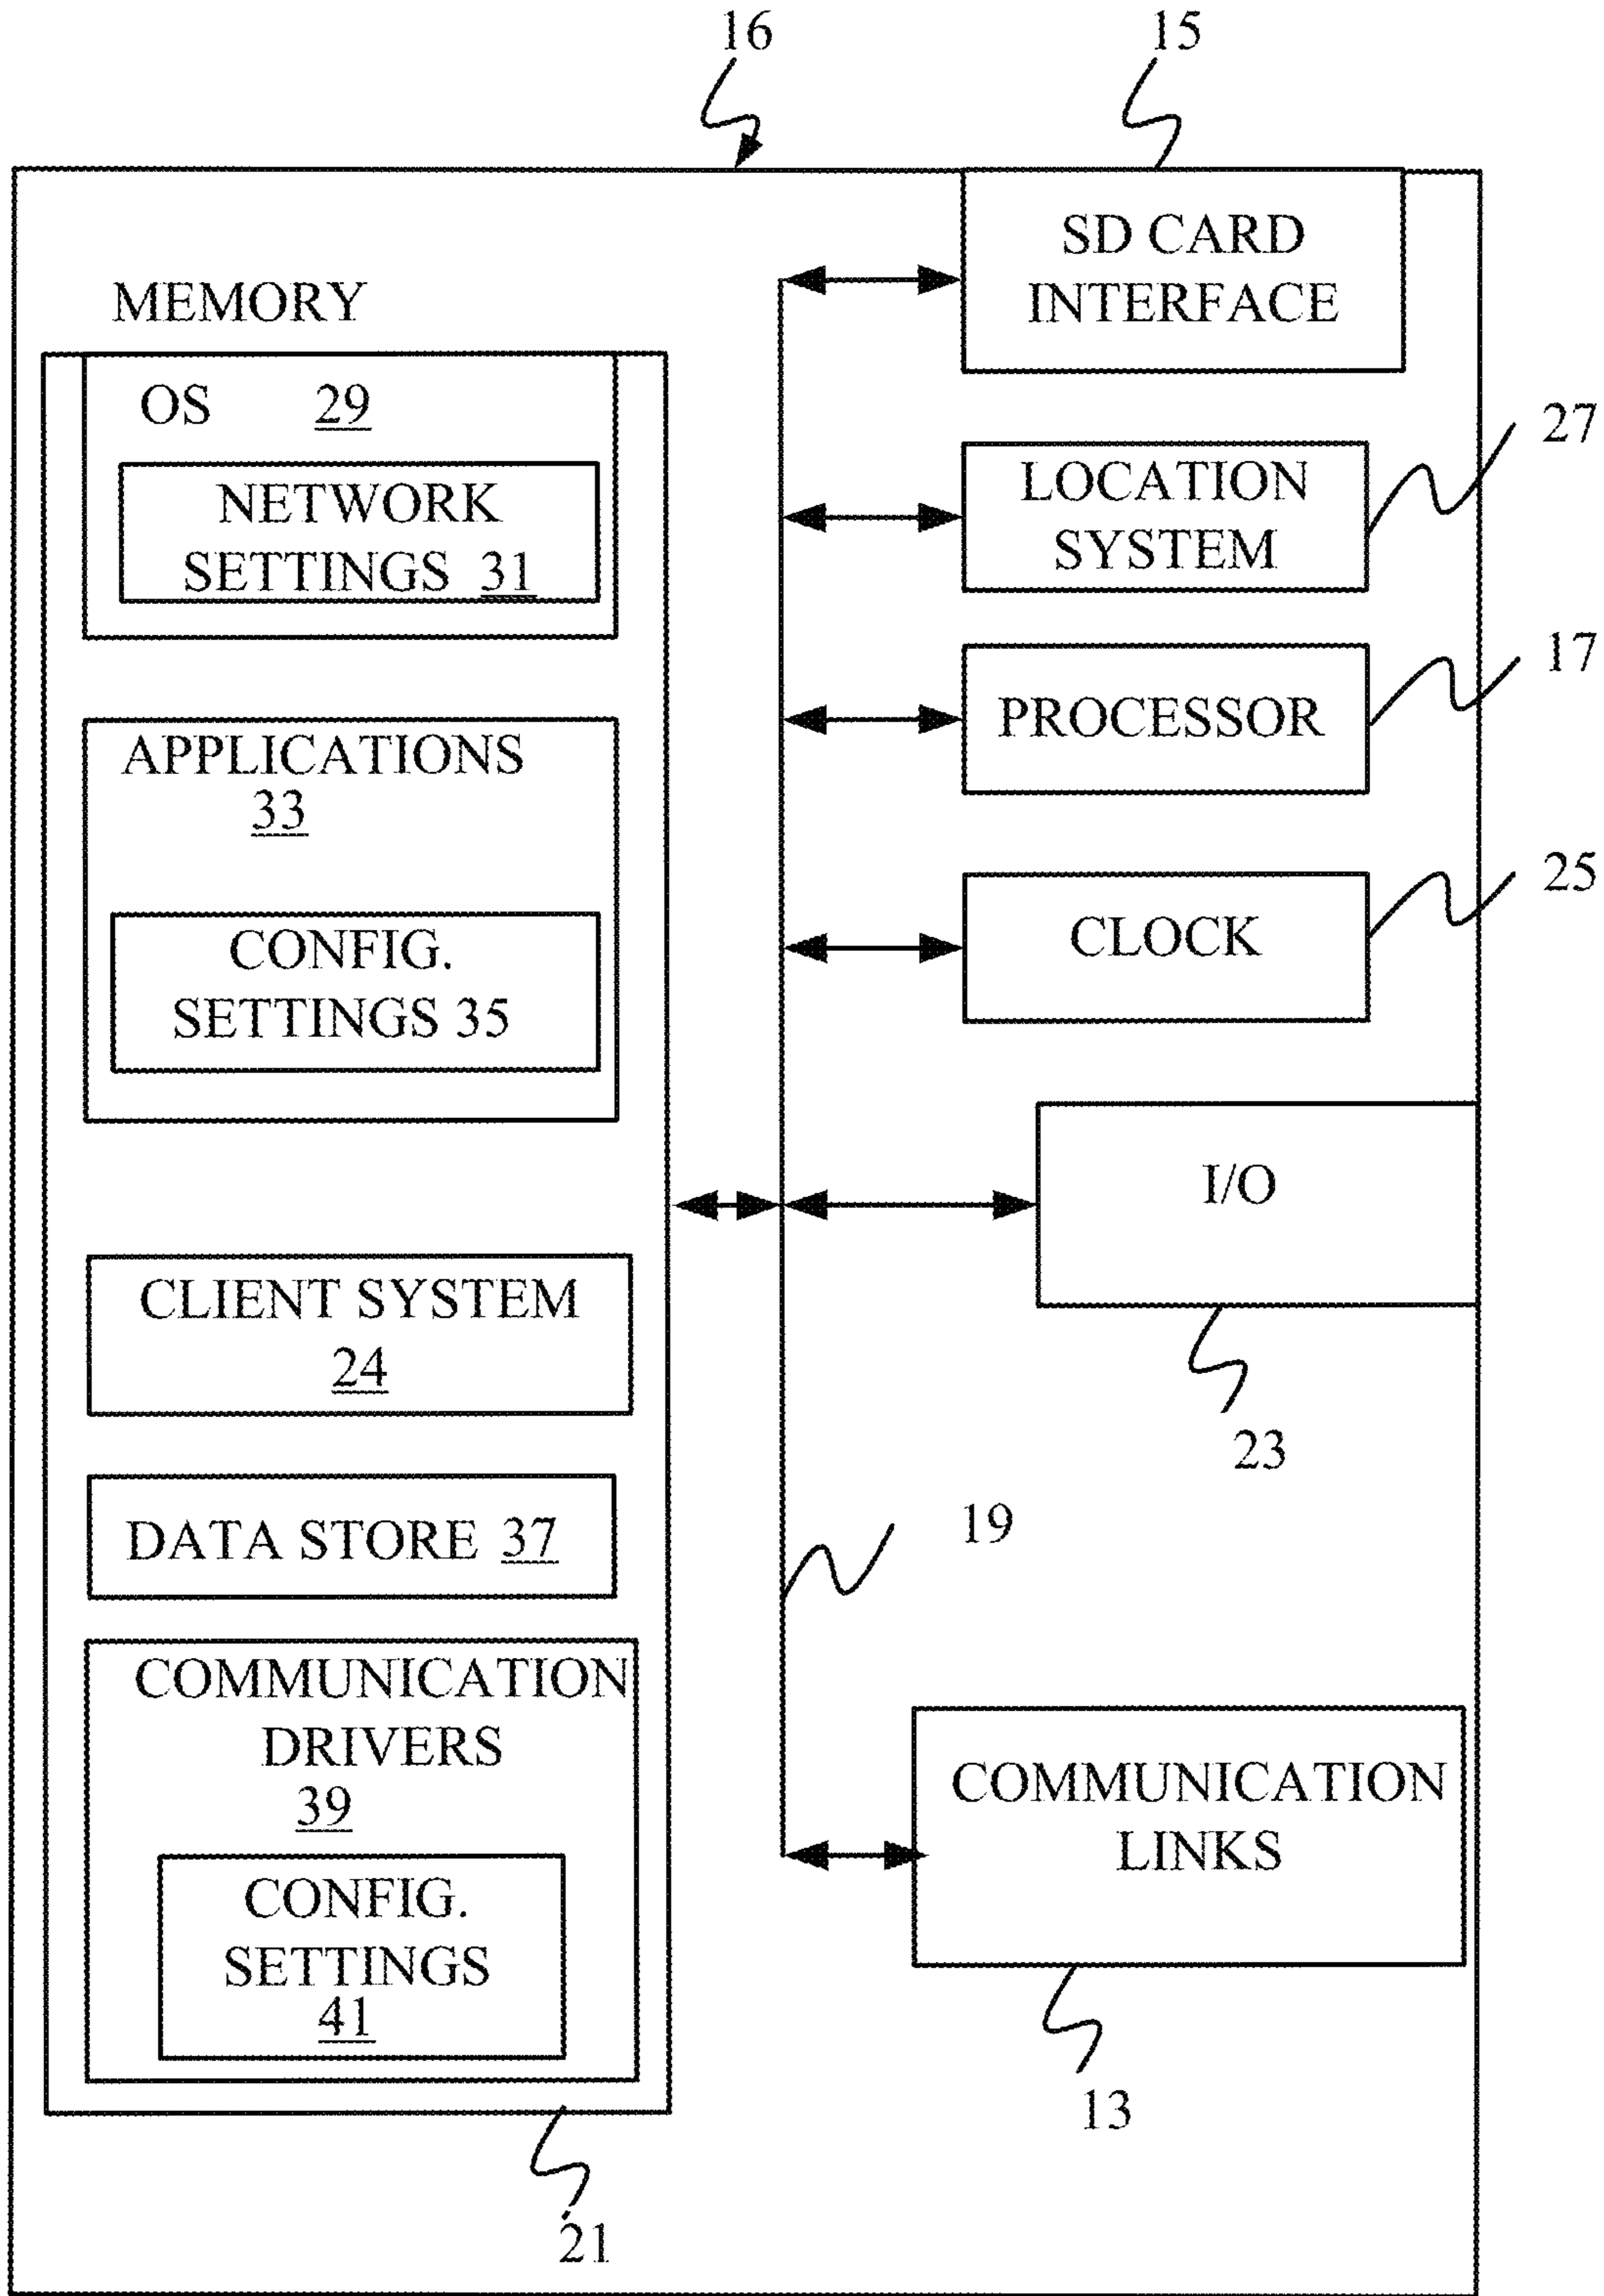 16
15
SD CARD
INTERFACE
MEMORY
OS 29
NETWORK
SETTINGS 31
27
LOCATION
SYSTEM
17
PROCESSOR
APPLICATIONS
33
CONFIG.
SETTINGS 35
25
CLOCK
I/O
23
CLIENT SYSTEM
24
DATA STORE 37
19
COMMUNICATION
DRIVERS
39
CONFIG.
SETTINGS
41
COMMUNICATION
LINKS
13
21